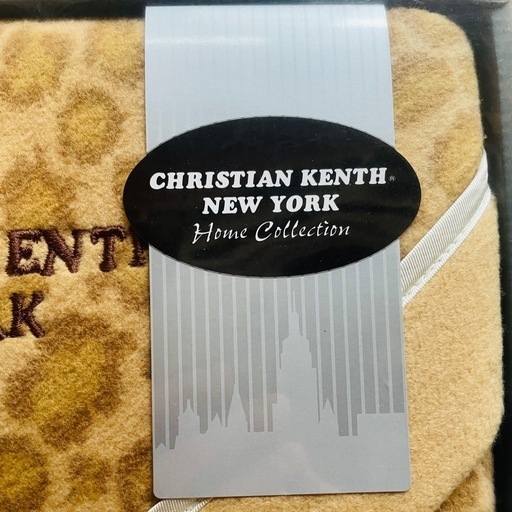 CHRISTIAN KENTH®
NEW YORK
Home Collection